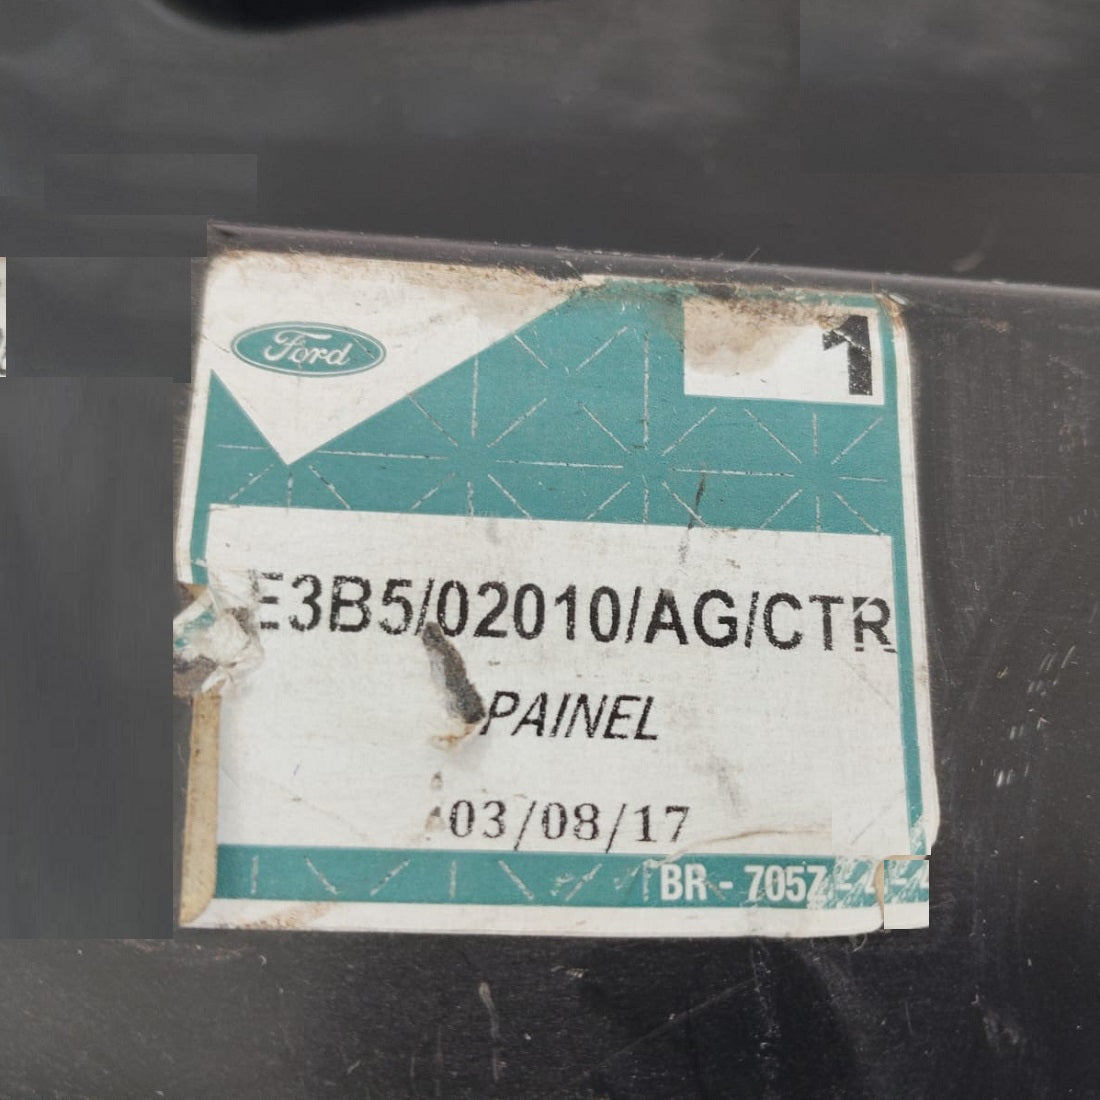 Ford
1
E3B5/02010/AG/CTR
PAINEL
03/08/17
BR - 7057